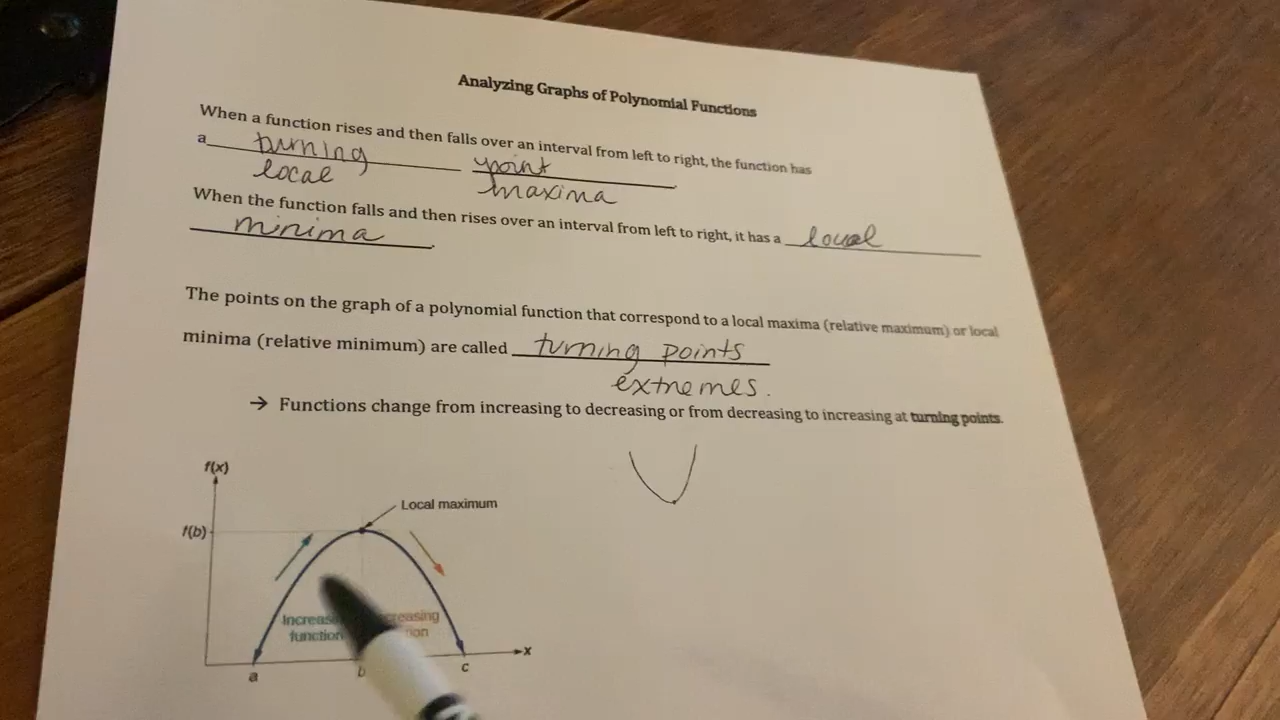 Analyzing Graphs of Polynomial Functions
When a function rises and then falls over an interval from left to right, the function has
a turning point
local maxima
When the function falls and then rises over an interval from left to right, it has a local
minima.
The points on the graph of a polynomial function that correspond to a local maxima (relative maximum) or local
minima (relative minimum) are called turning points
extremes.
→ Functions change from increasing to decreasing or from decreasing to increasing at turning points.
f(x)
Local maximum
f(b)
function
x
a b c